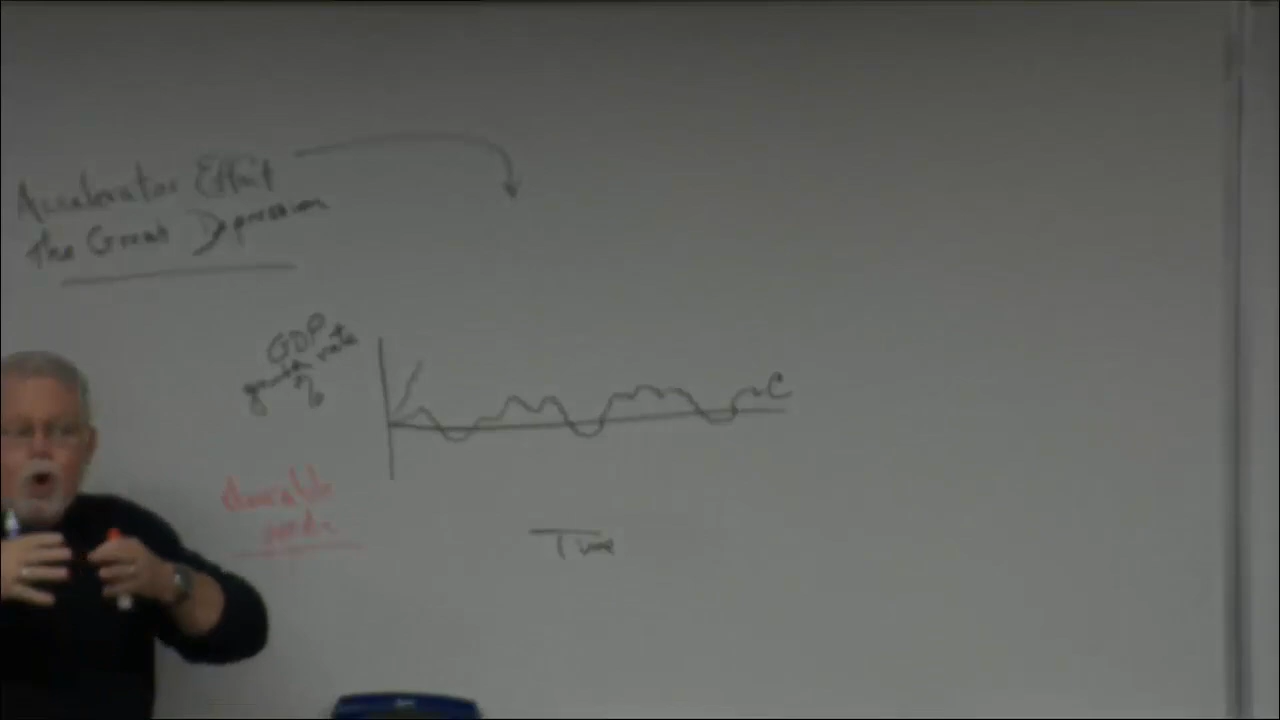 Accelerator Effect
the Great Depression
GDP
growth rate
%
C
durable
goods
Time